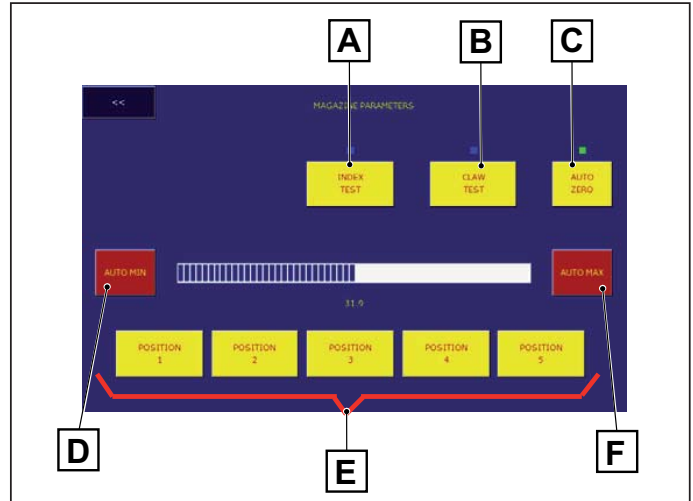 A B C
<<
MAGAZINE PARAMETERS
INDEX TEST
CLAW TEST
AUTO ZERO
AUTO MIN
AUTO MAX
31.9
POSITION 1
POSITION 2
POSITION 3
POSITION 4
POSITION 5
D E F